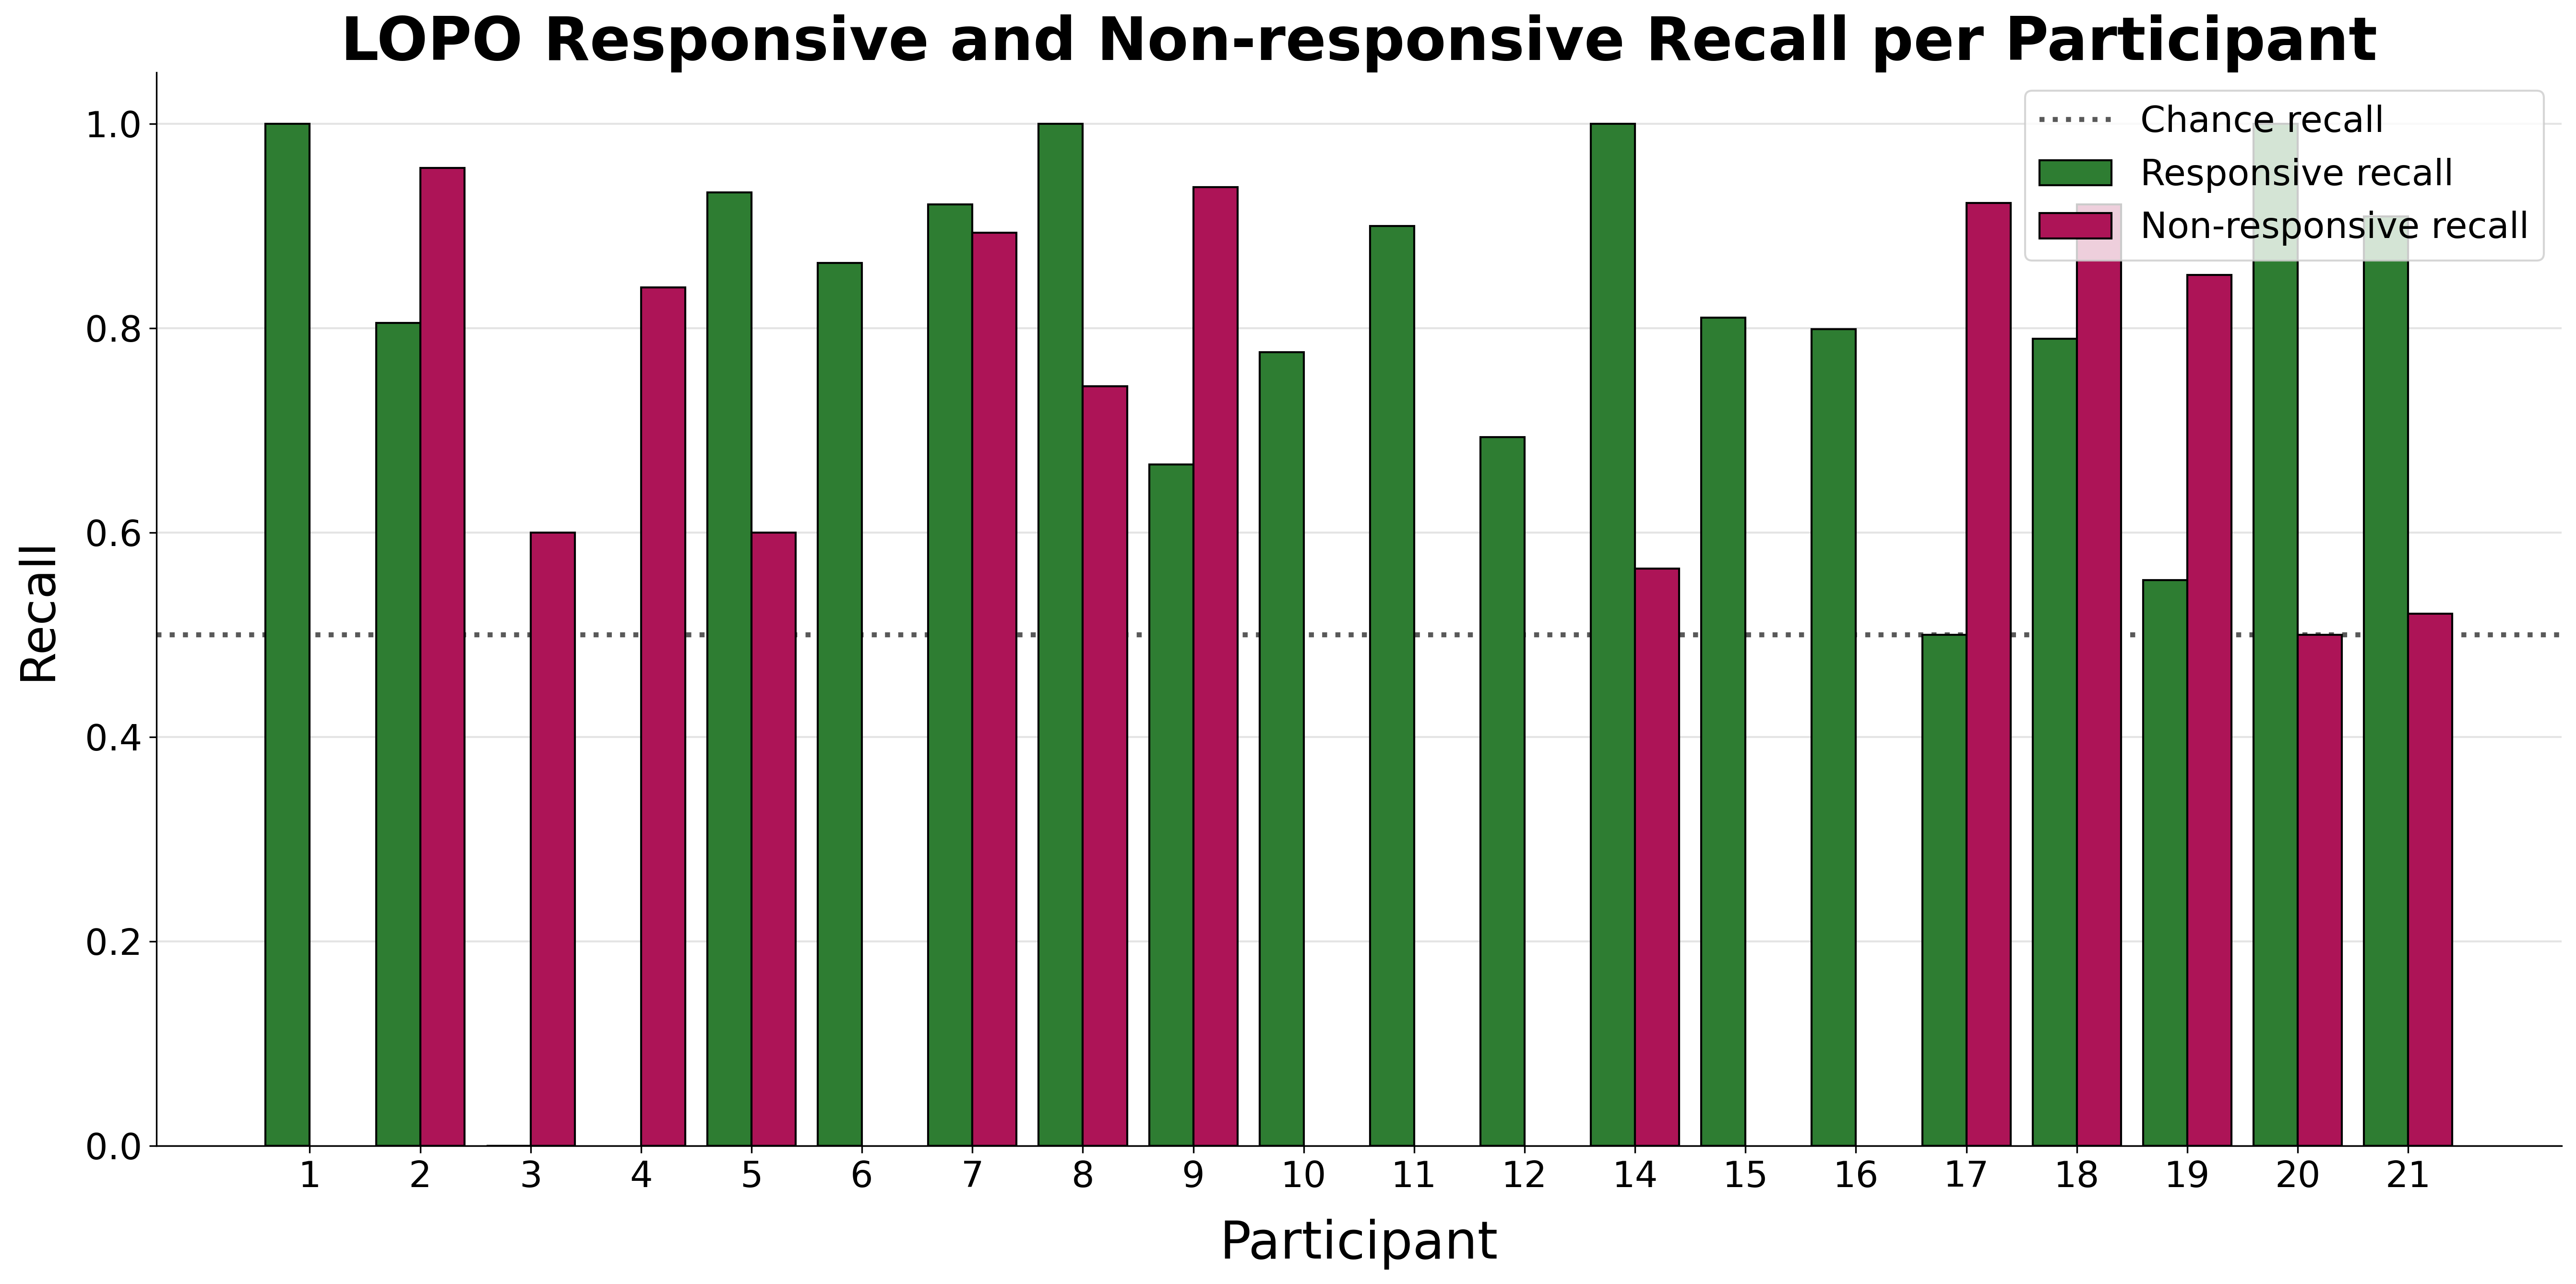 LOPO Responsive and Non-responsive Recall per Participant
Chance recall
Responsive recall
Non-responsive recall
1.0
0.8
0.6
0.4
0.2
0.0
Recall
1 2 3 4 5 6 7 8 9 10 11 12 14 15 16 17 18 19 20 21
Participant